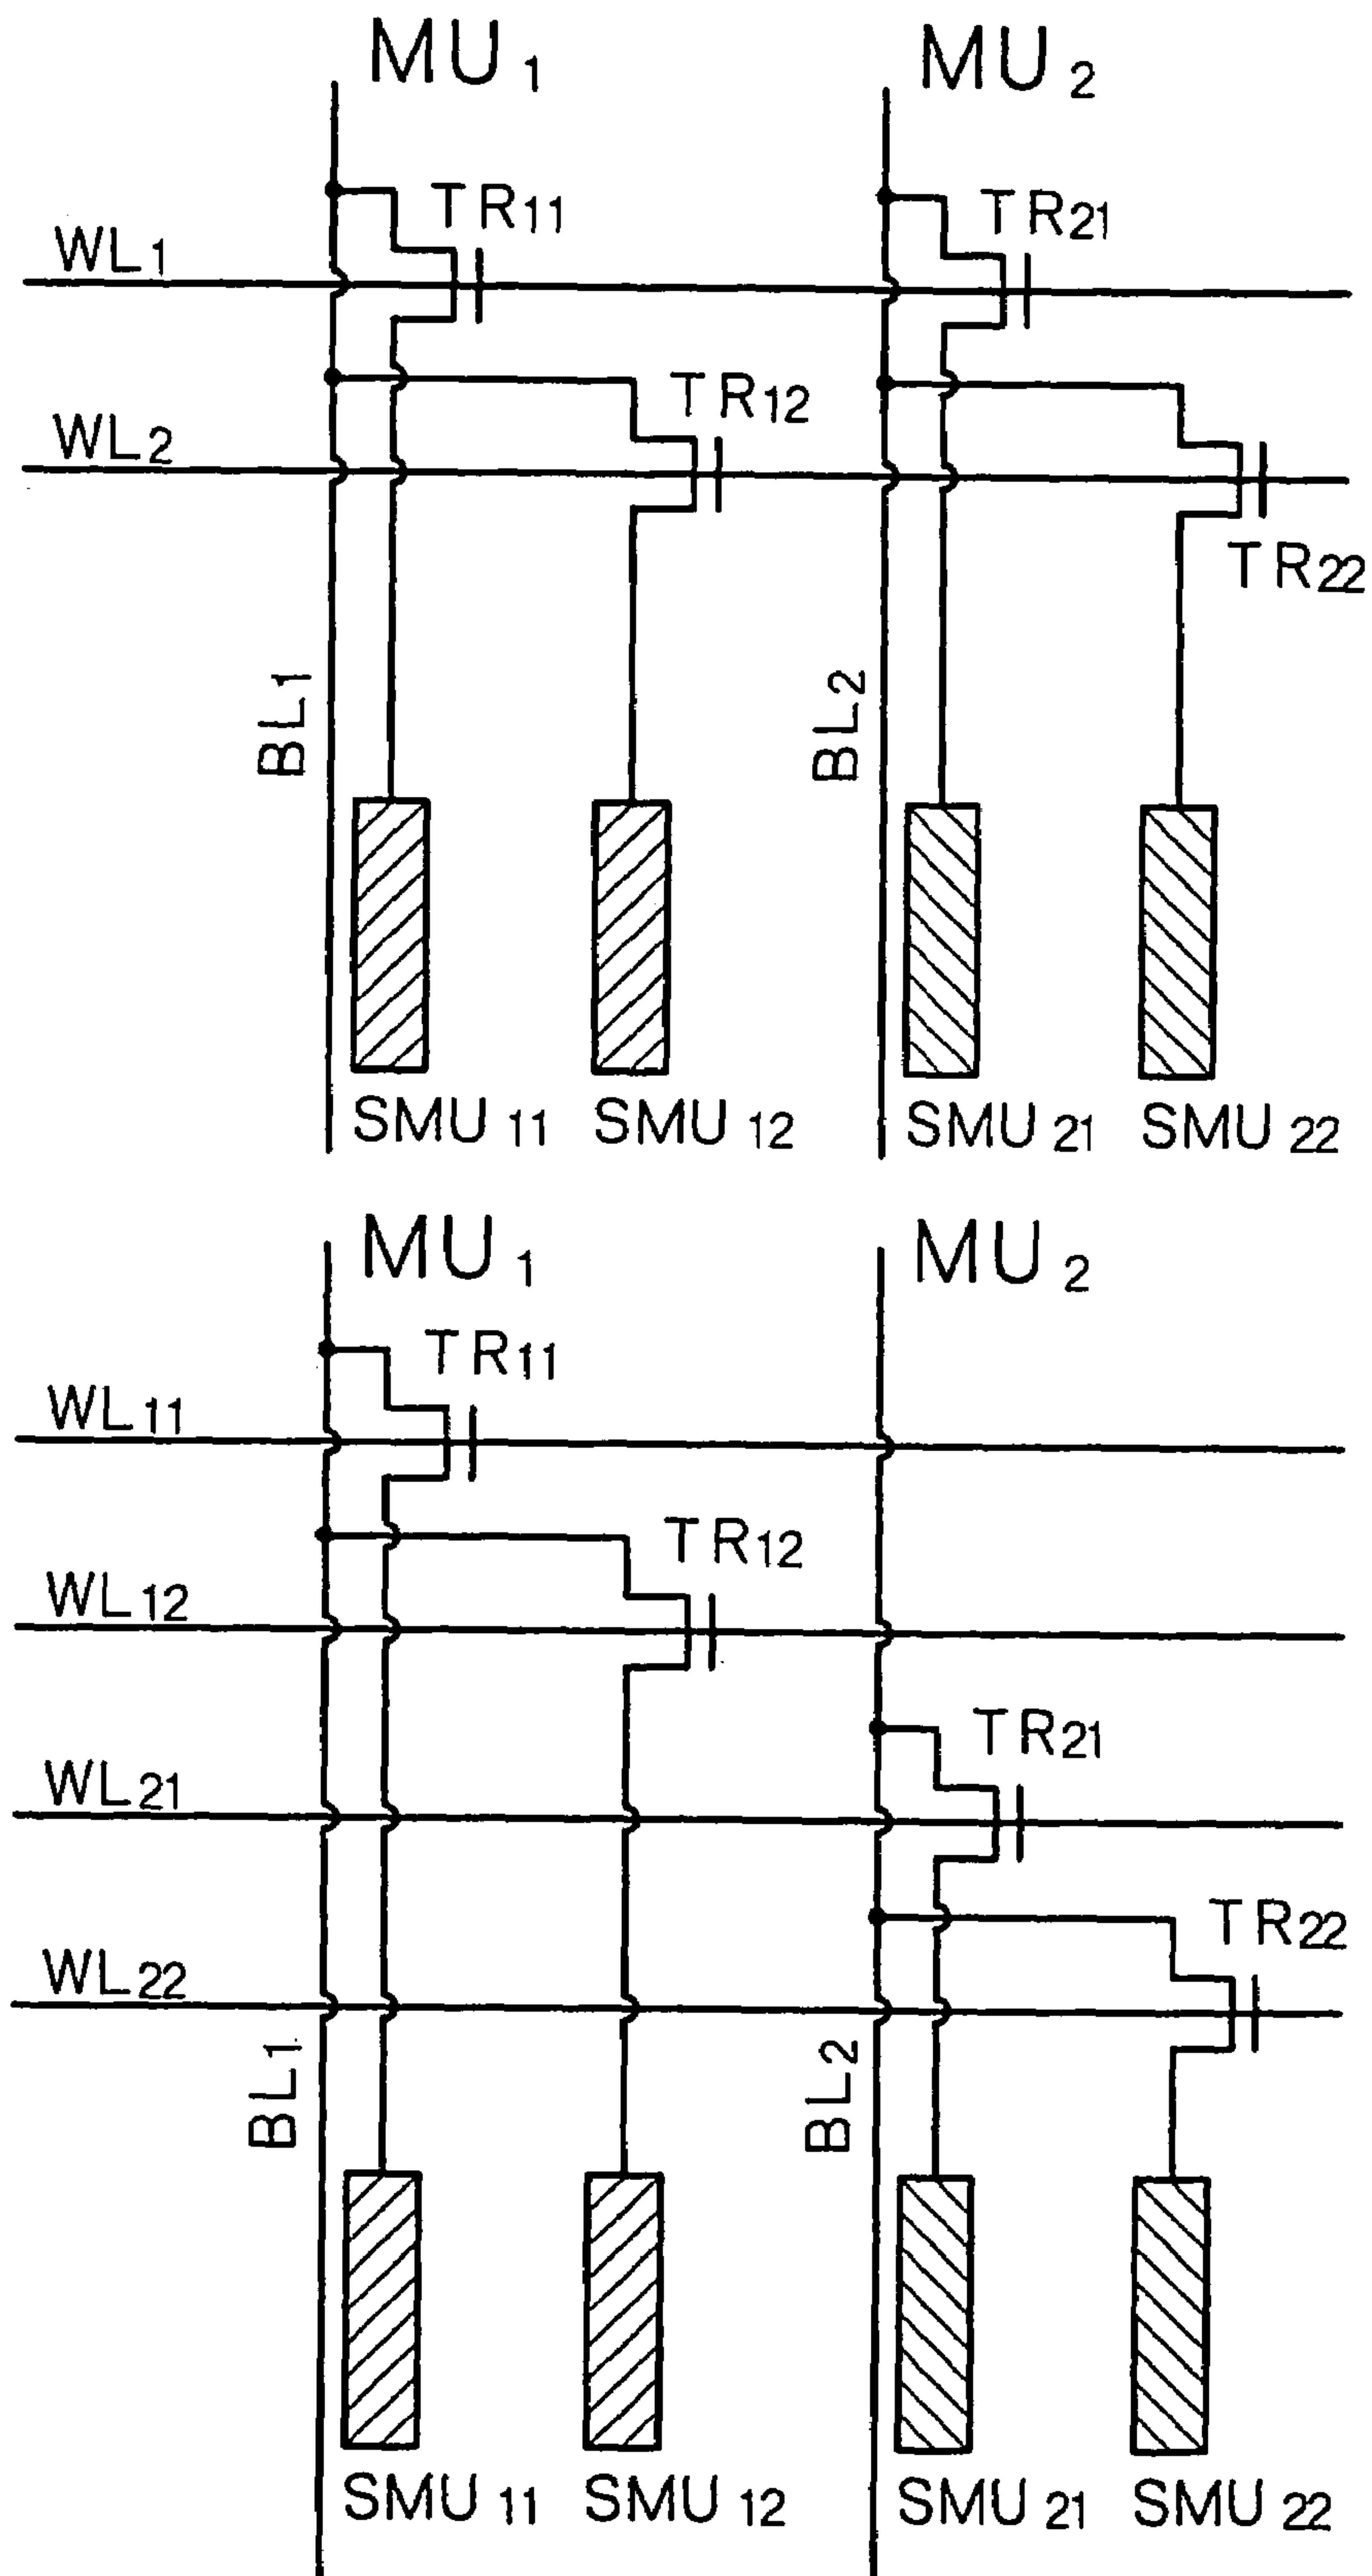 MU1 MU2
TR11 TR21
WL1
TR12
WL2
TR22
BL1 BL2
SMU11 SMU12 SMU21 SMU22
MU1 MU2
TR11
WL11
TR12
WL12
TR21
WL21
TR22
WL22
BL1 BL2
SMU11 SMU12 SMU21 SMU22